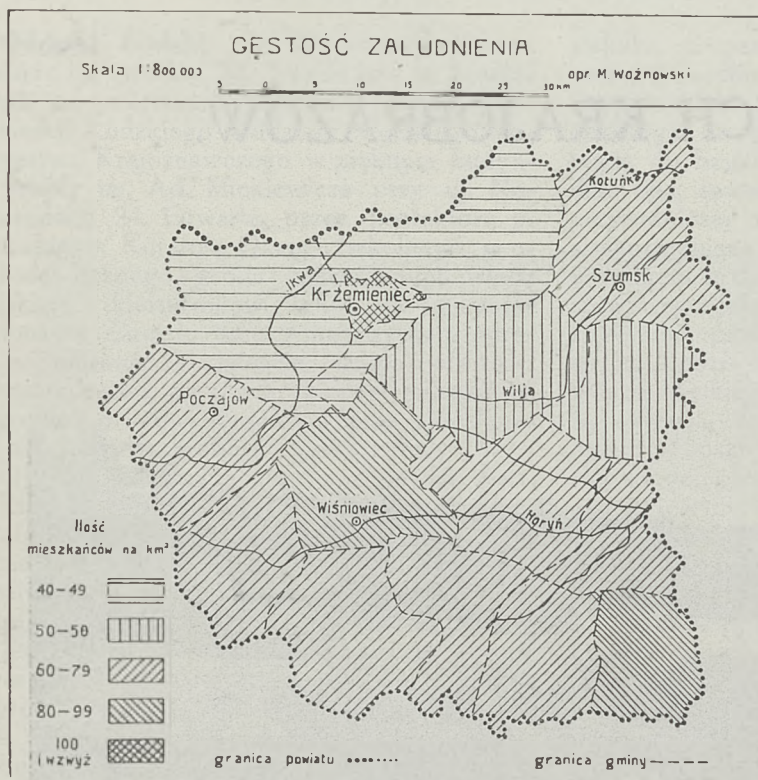 CH KRAJOBRAZÓW
GĘSTOŚĆ ZALUDNIENIA
Skala 1:800 000
opr. M. Woźnowski
5 0 5 10 15 20 25 30 km
Kotuńka
Ikwa
Szumsk
Krzemieniec
Poczajów
Wilja
Wiśniowiec
Horyń
Ilość
mieszkańców na km²
40-49
50-58
60-79
80-99
100
i wzwyż
granica powiatu
granica gminy